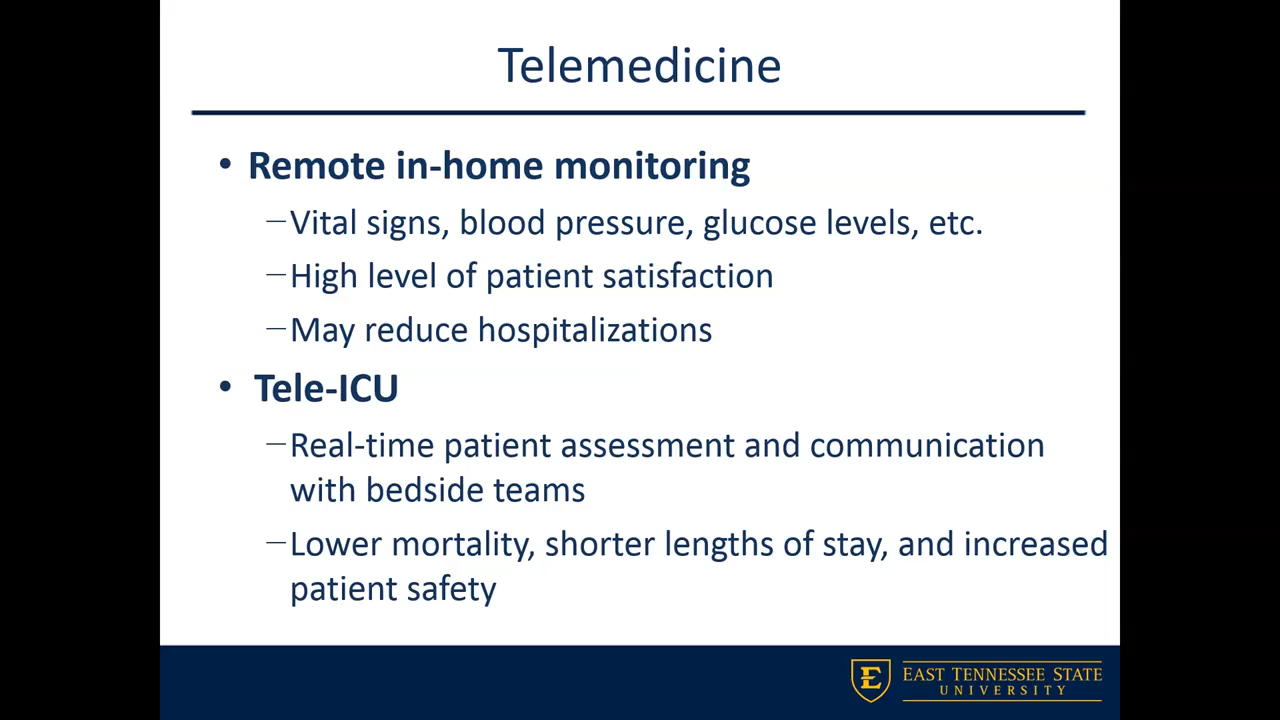 Telemedicine
• Remote in-home monitoring
–Vital signs, blood pressure, glucose levels, etc.
–High level of patient satisfaction
–May reduce hospitalizations
• Tele-ICU
–Real-time patient assessment and communication
with bedside teams
–Lower mortality, shorter lengths of stay, and increased
patient safety
E
EAST TENNESSEE STATE
UNIVERSITY